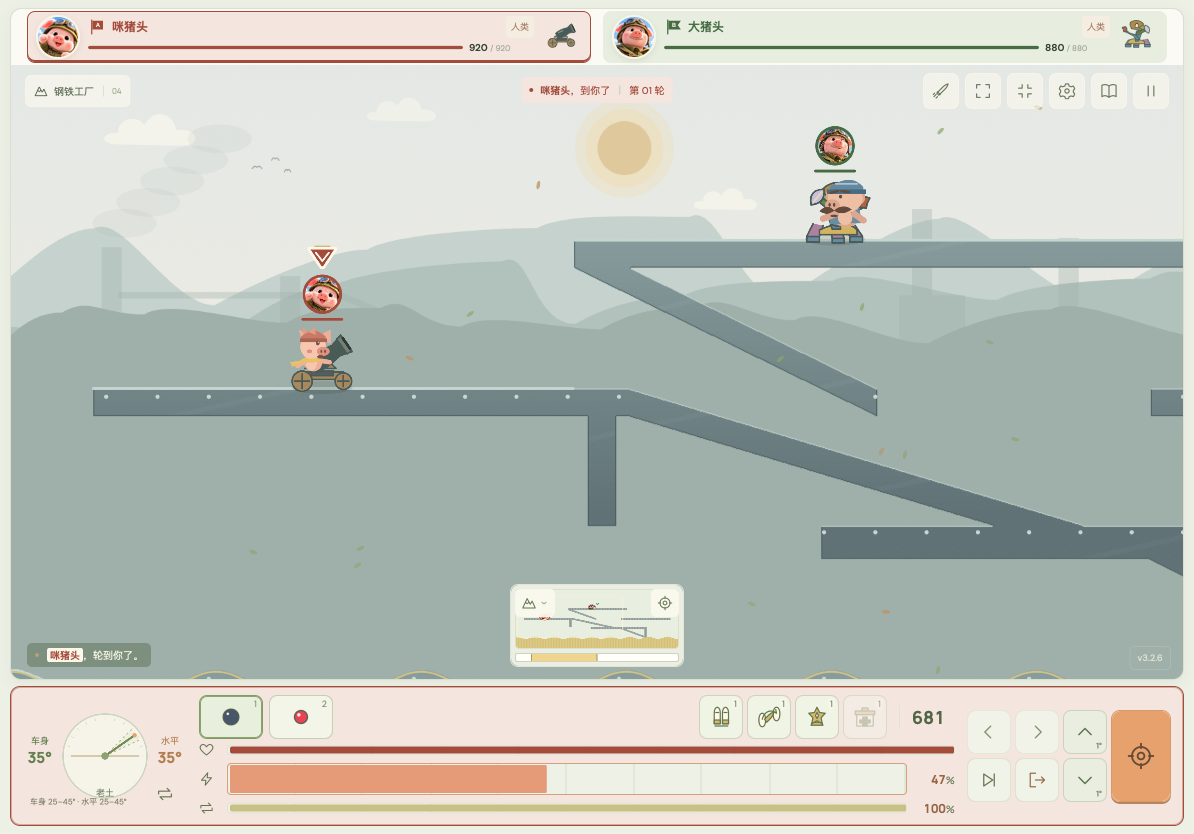 咪猪头
人类
920 / 920
大猪头
人类
880 / 880
钢铁工厂
04
咪猪头，到你了
第 01 轮
咪猪头，轮到你了。
v3.2.6
车身
35°
水平
35°
老土
车身 25–45° · 水平 25–45°
1
2
1
1
1
1
681
47%
100%
1°
1°